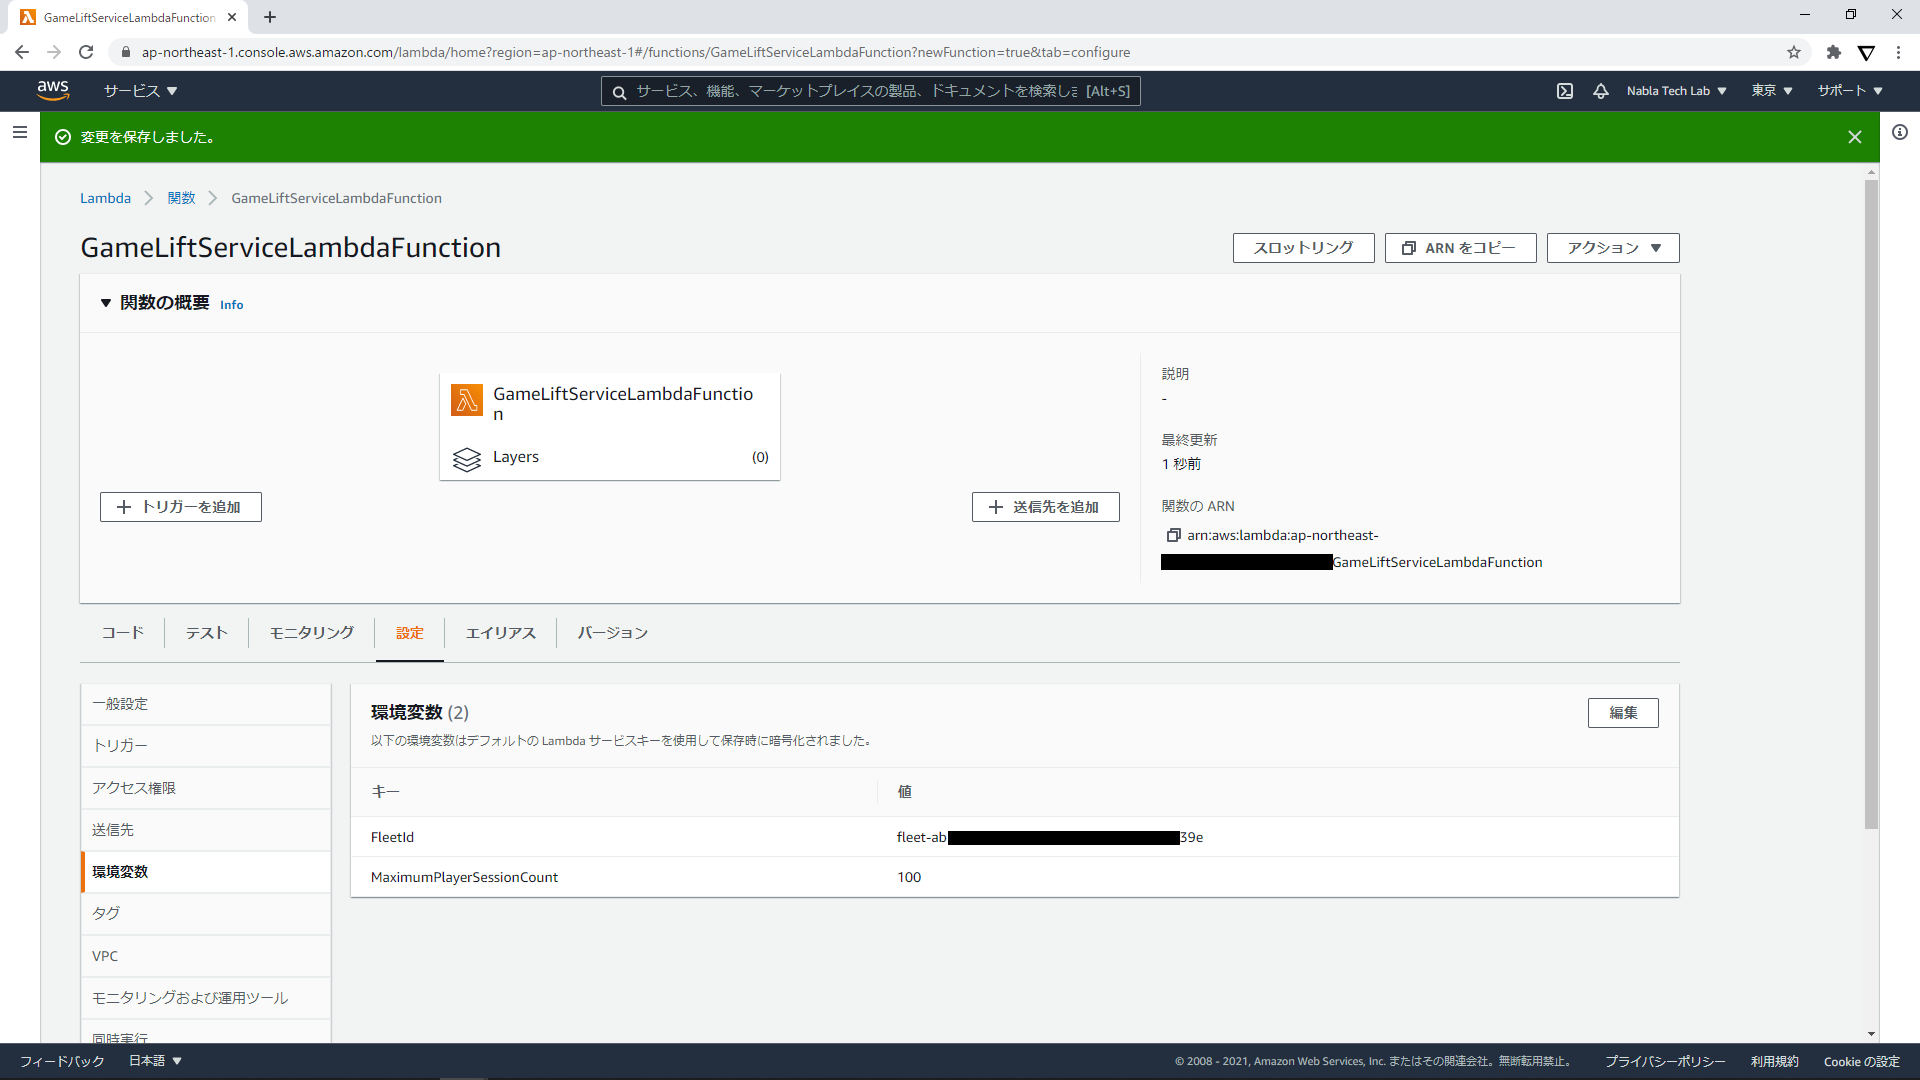 GameLiftServiceLambdaFunction
ap-northeast-1.console.aws.amazon.com/lambda/home?region=ap-northeast-1#/functions/GameLiftServiceLambdaFunction?newFunction=true&tab=configure
aws サービス サービス、機能、マーケットプレイスの製品、ドキュメントを検索しま [Alt+S] Nabla Tech Lab 東京 サポート
変更を保存しました。
Lambda 関数 GameLiftServiceLambdaFunction
GameLiftServiceLambdaFunction スロットリング ARN をコピー アクション
関数の概要 Info
GameLiftServiceLambdaFunctio
n
Layers (0)
トリガーを追加
送信先を追加
説明
-
最終更新
1 秒前
関数の ARN
arn:aws:lambda:ap-northeast-
GameLiftServiceLambdaFunction
コード テスト モニタリング 設定 エイリアス バージョン
一般設定
トリガー
アクセス権限
送信先
環境変数
タグ
VPC
モニタリングおよび運用ツール
同時実行
環境変数 (2) 編集
以下の環境変数はデフォルトの Lambda サービスキーを使用して保存時に暗号化されました。
キー 値
FleetId fleet-ab 39e
MaximumPlayerSessionCount 100
フィードバック 日本語 © 2008 - 2021, Amazon Web Services, Inc. またはその関連会社。無断転用禁止。 プライバシーポリシー 利用規約 Cookie の設定